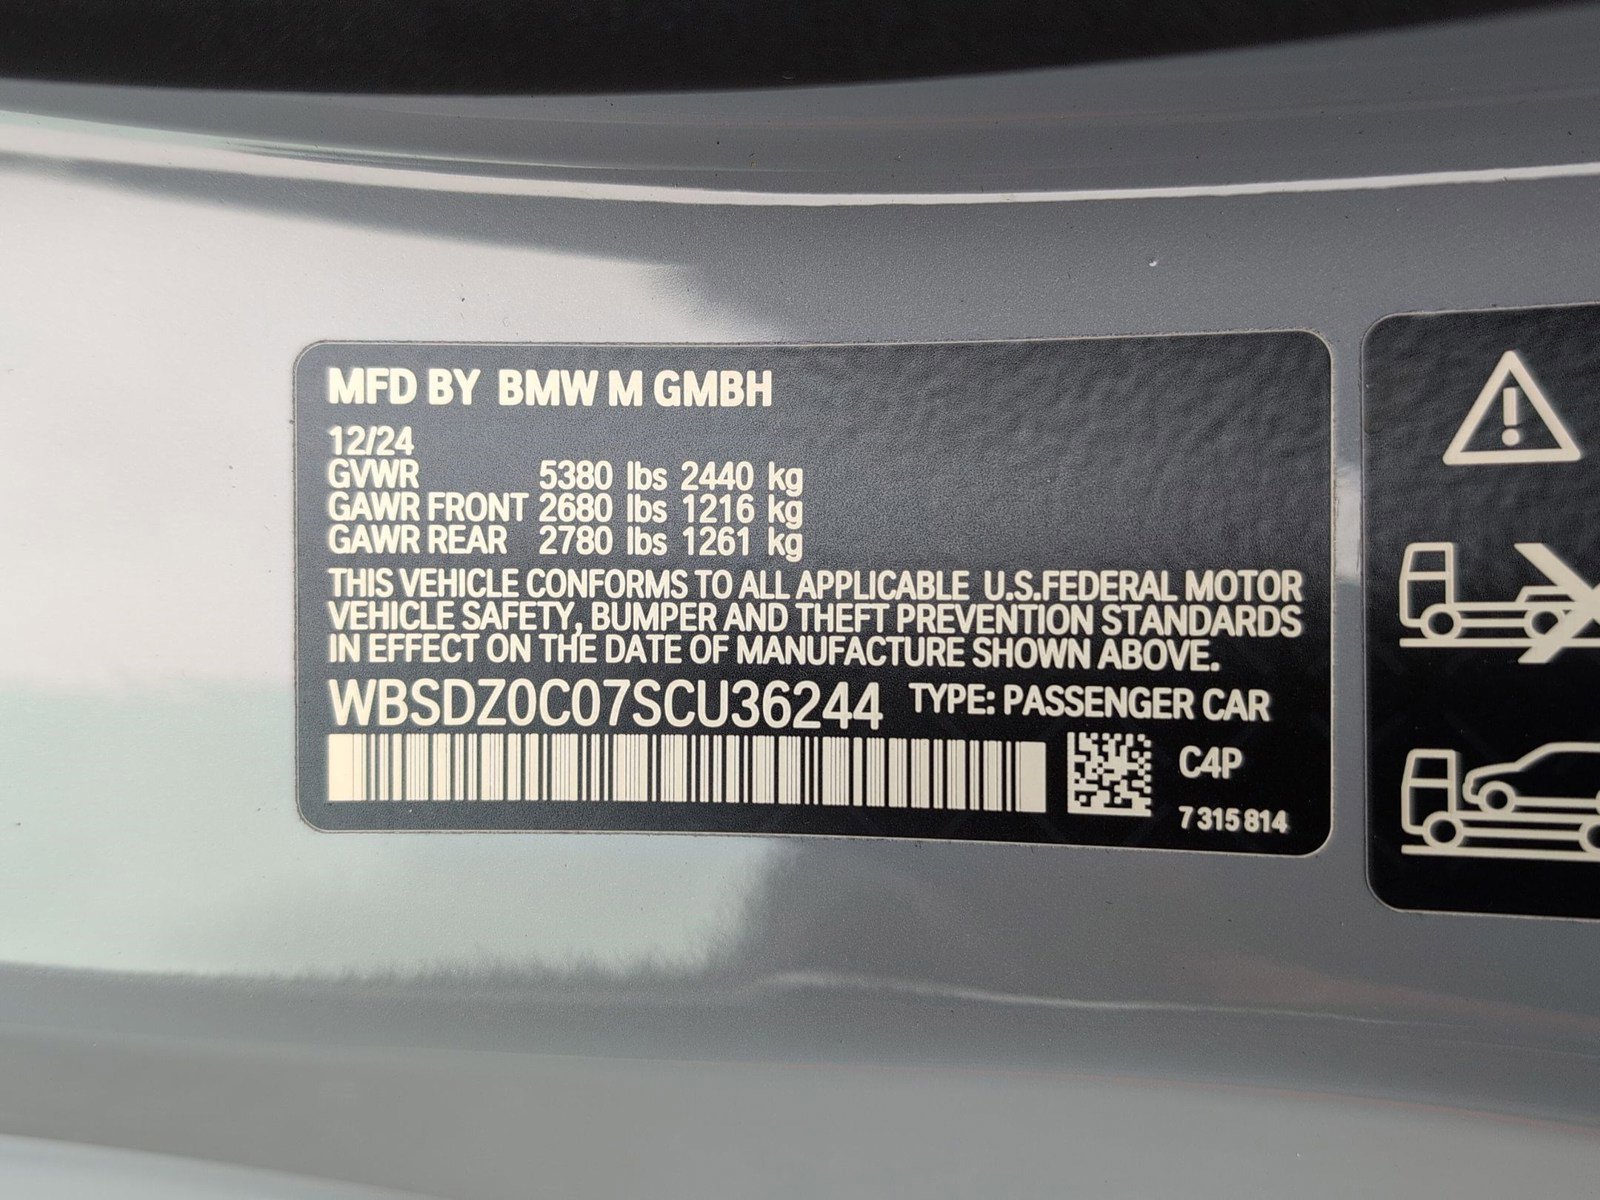 MFD BY BMW M GMBH
12/24
GVWR 5380 lbs 2440 kg
GAWR FRONT 2680 lbs 1216 kg
GAWR REAR 2780 lbs 1261 kg
THIS VEHICLE CONFORMS TO ALL APPLICABLE U.S.FEDERAL MOTOR
VEHICLE SAFETY, BUMPER AND THEFT PREVENTION STANDARDS
IN EFFECT ON THE DATE OF MANUFACTURE SHOWN ABOVE.
WBSDZ0C07SCU36244 TYPE: PASSENGER CAR
C4P
7 315 814